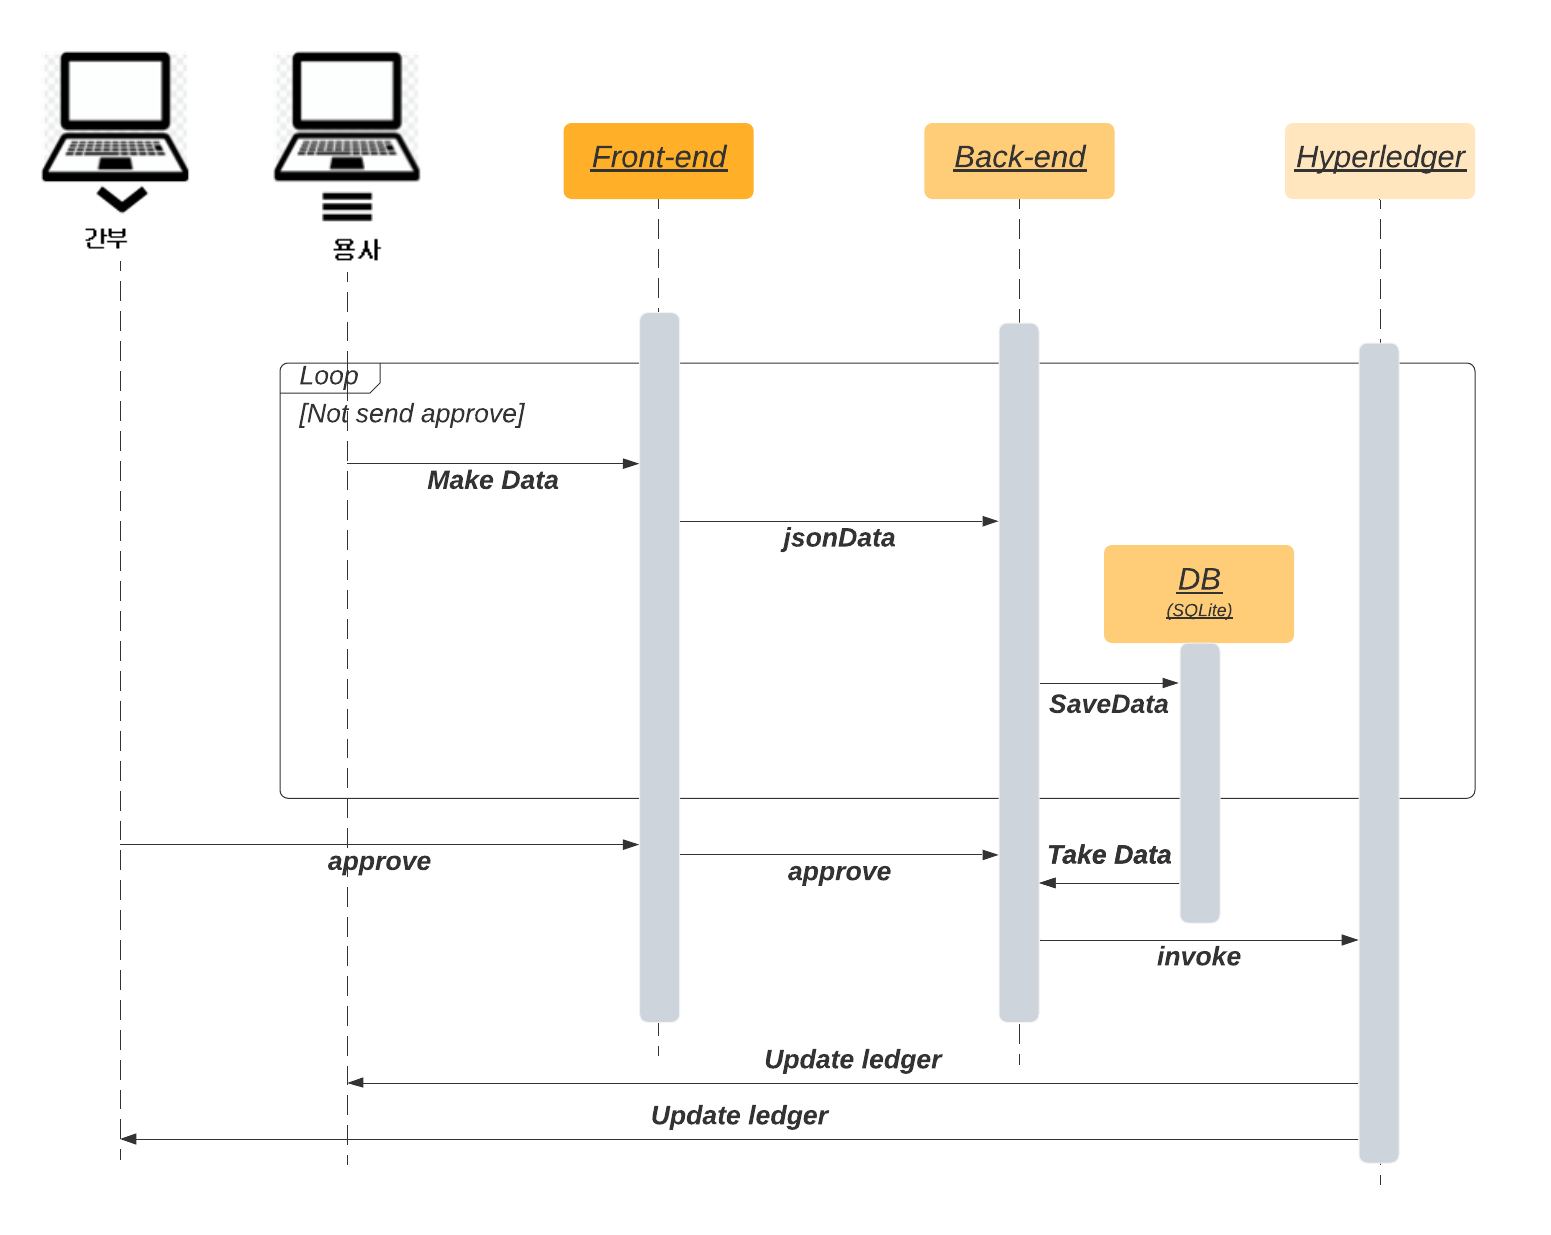 간부
용사
Front-end
Back-end
Hyperledger
Loop
[Not send approve]
Make Data
jsonData
DB
(SQLite)
SaveData
approve
approve
Take Data
invoke
Update ledger
Update ledger